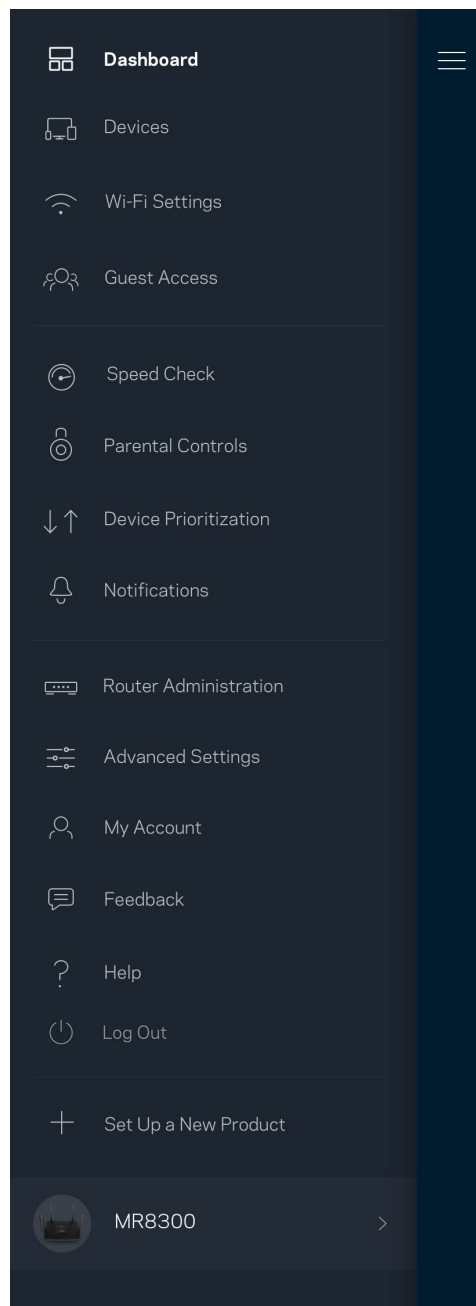 Dashboard
Devices
Wi-Fi Settings
Guest Access
Speed Check
Parental Controls
Device Prioritization
Notifications
Router Administration
Advanced Settings
My Account
Feedback
Help
Log Out
Set Up a New Product
MR8300